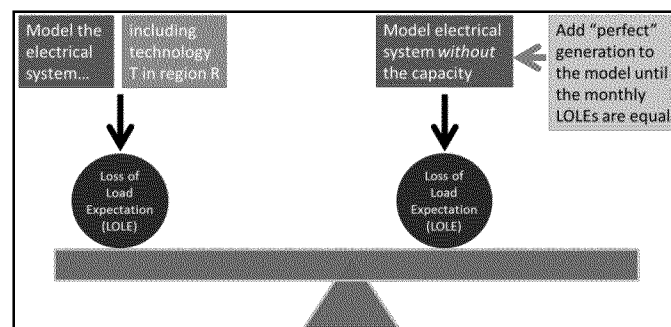 Model the
electrical
system...
including
technology
T in region R
Model electrical
system without
the capacity
Add “perfect”
generation to
the model until
the monthly
LOLEs are equal
Loss of
Load
Expectation
(LOLE)
Loss of
Load
Expectation
(LOLE)